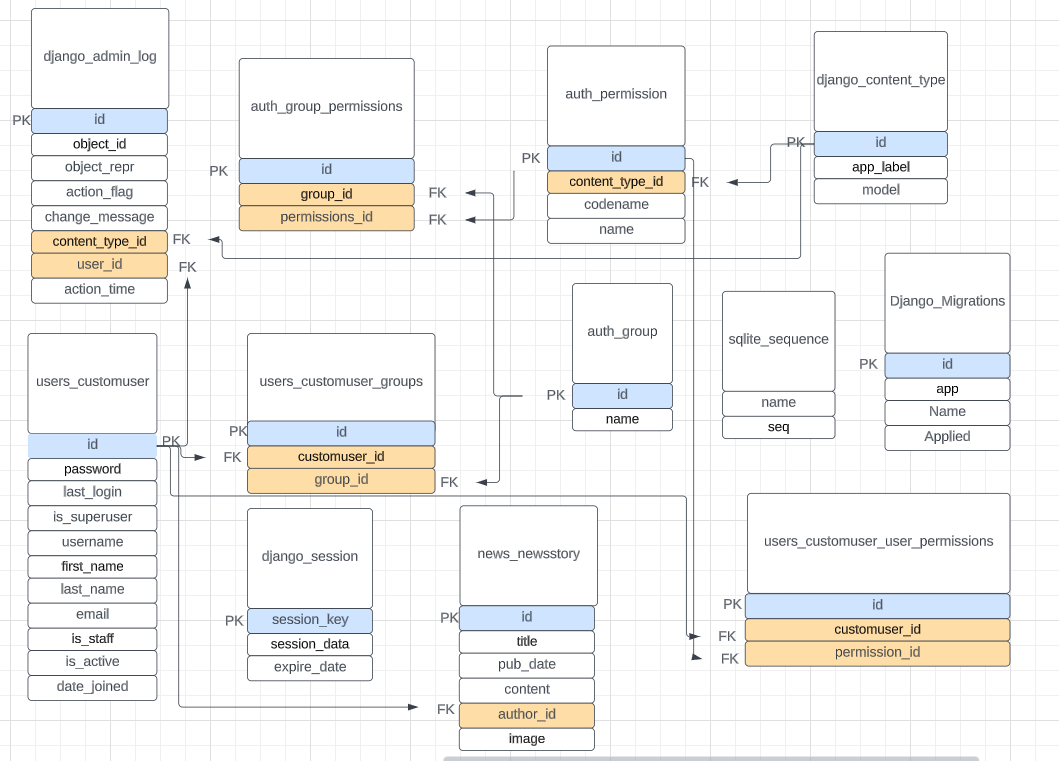 django_admin_log
PK
id
object_id
object_repr
action_flag
change_message
content_type_id
FK
user_id
FK
action_time
auth_group_permissions
PK
id
group_id
FK
permissions_id
FK
auth_permission
PK
id
content_type_id
FK
codename
name
django_content_type
PK
id
app_label
model
users_customuser
id
PK
password
last_login
is_superuser
username
first_name
last_name
email
is_staff
is_active
date_joined
users_customuser_groups
PK
id
FK
customuser_id
group_id
FK
auth_group
PK
id
name
sqlite_sequence
name
seq
Django_Migrations
PK
id
app
Name
Applied
django_session
PK
session_key
session_data
expire_date
news_newsstory
PK
id
title
pub_date
content
FK
author_id
image
users_customuser_user_permissions
PK
id
FK
customuser_id
FK
permission_id